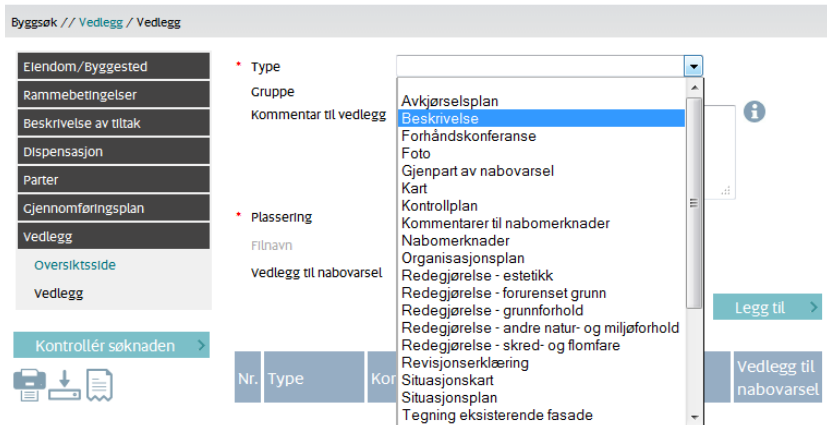 Byggsøk // Vedlegg / Vedlegg
Eiendom/Byggested
Rammebetingelser
Beskrivelse av tiltak
Dispensasjon
Parter
Gjennomføringsplan
Vedlegg
Oversiktsside
Vedlegg
Kontrollér søknaden >
* Type
Gruppe
Kommentar til vedlegg
* Plassering
Filnavn
Vedlegg til nabovarsel
Avkjørselsplan
Beskrivelse
Forhåndskonferanse
Foto
Gjenpart av nabovarsel
Kart
Kontrollplan
Kommentarer til nabomerknader
Nabomerknader
Organisasjonsplan
Redegjørelse - estetikk
Redegjørelse - forurenset grunn
Redegjørelse - grunnforhold
Redegjørelse - andre natur- og miljøforhold
Redegjørelse - skred- og flomfare
Revisjonserklæring
Situasjonskart
Situasjonsplan
Tegning eksisterende fasade
i
Legg til >
Nr. Type Kor
Vedlegg til
nabovarsel